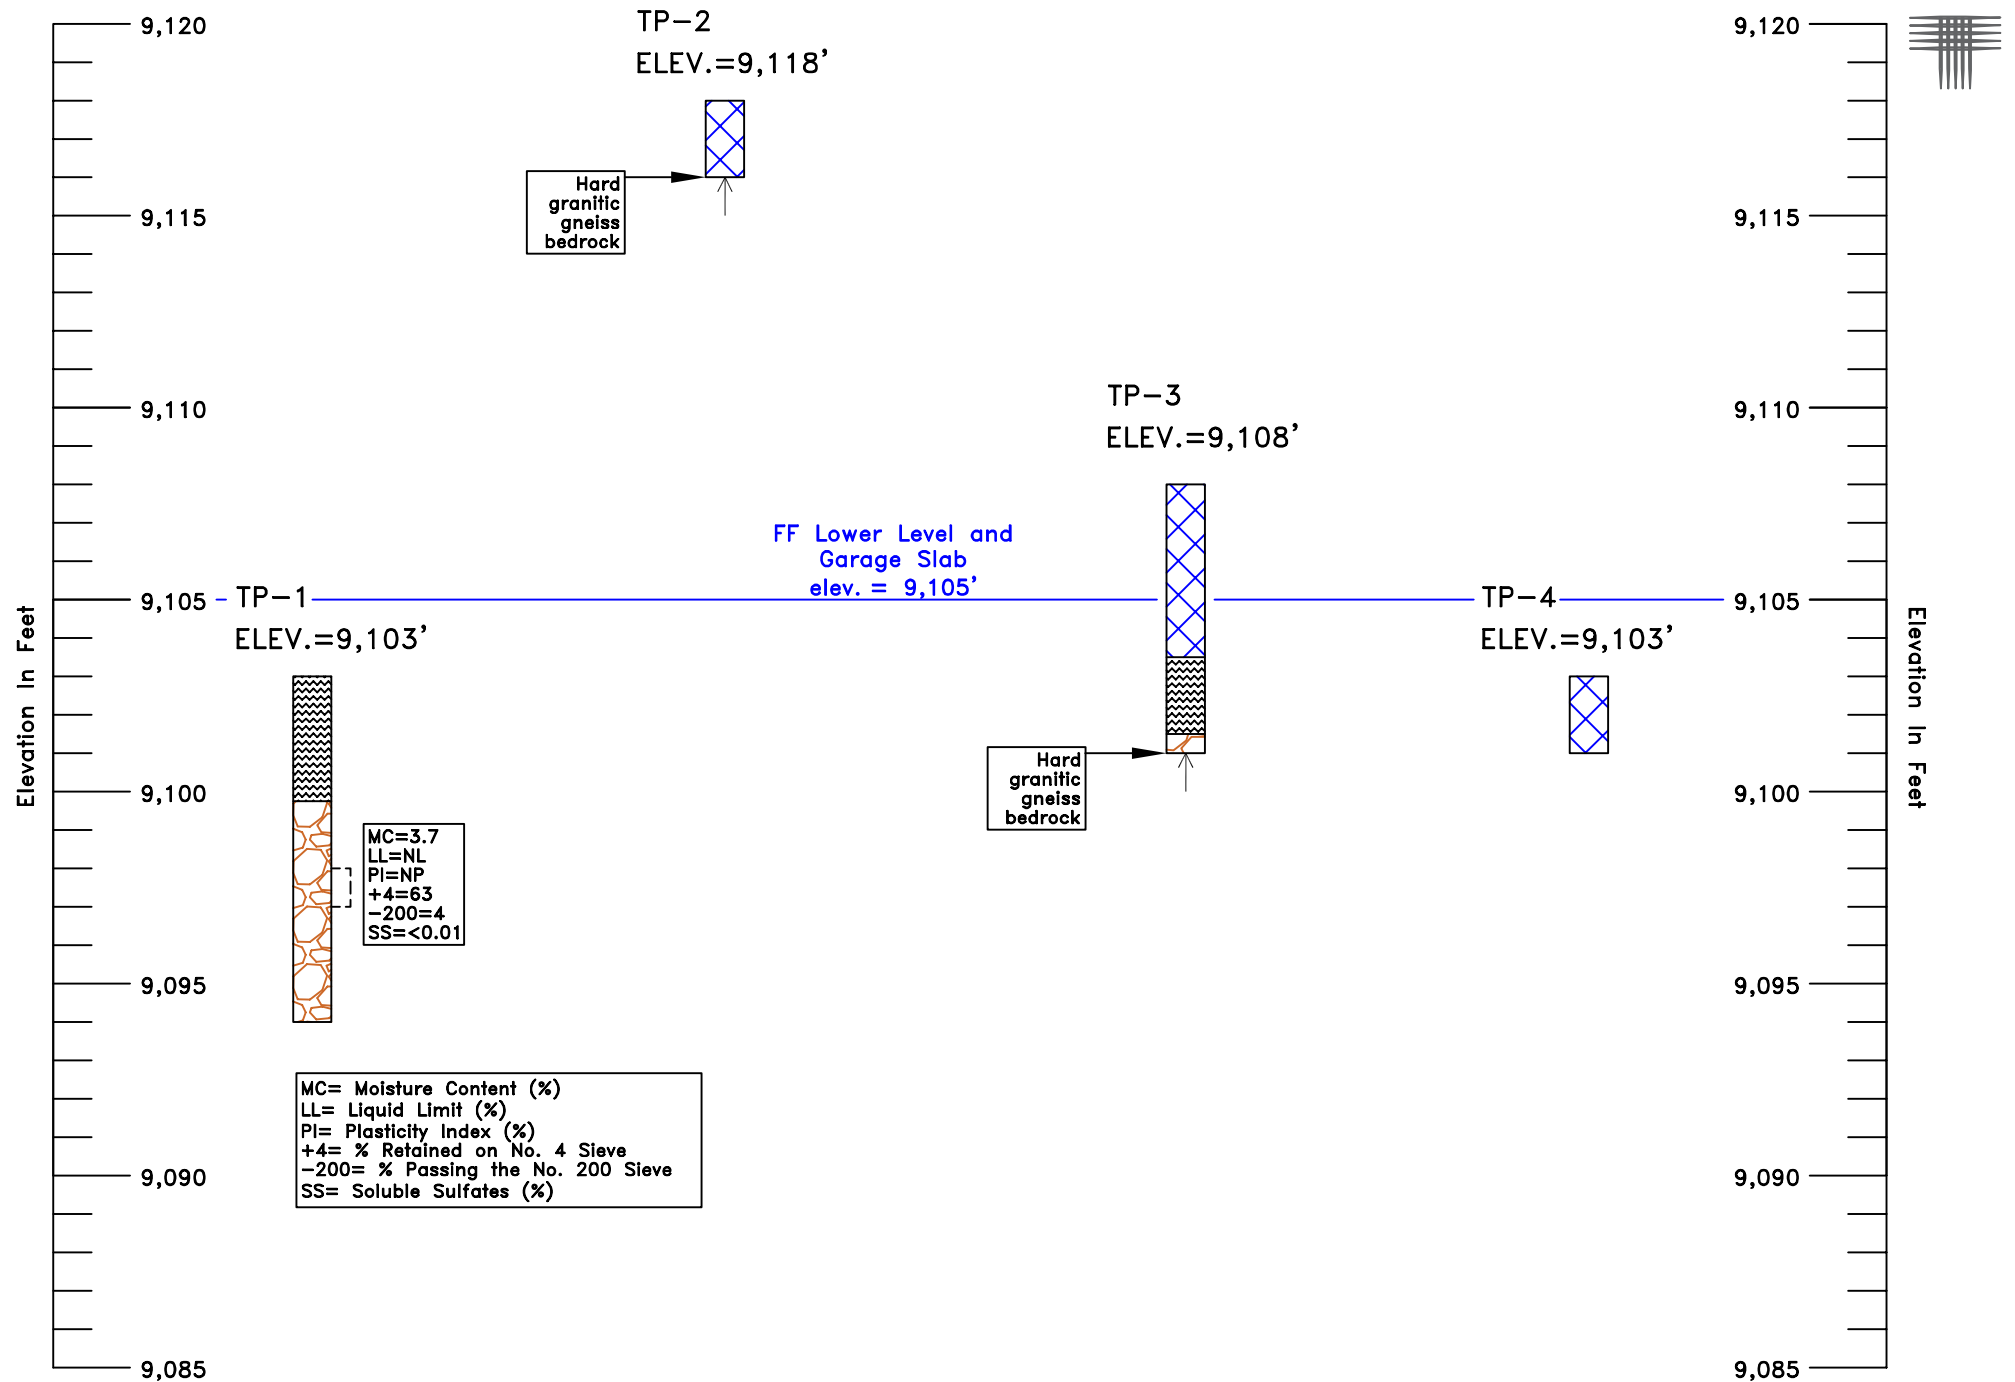 9,120
TP-2
ELEV.=9,118'
9,120
Hard
granitic
gneiss
bedrock
9,115
9,115
9,110
TP-3
ELEV.=9,108'
9,110
FF Lower Level and
Garage Slab
elev. = 9,105'
9,105
TP-1
ELEV.=9,103'
TP-4
ELEV.=9,103'
9,105
Elevation In Feet
Elevation In Feet
Hard
granitic
gneiss
bedrock
9,100
9,100
MC=3.7
LL=NL
PI=NP
+4=63
-200=4
SS=<0.01
9,095
9,095
MC= Moisture Content (%)
LL= Liquid Limit (%)
PI= Plasticity Index (%)
+4= % Retained on No. 4 Sieve
-200= % Passing the No. 200 Sieve
SS= Soluble Sulfates (%)
9,090
9,090
9,085
9,085